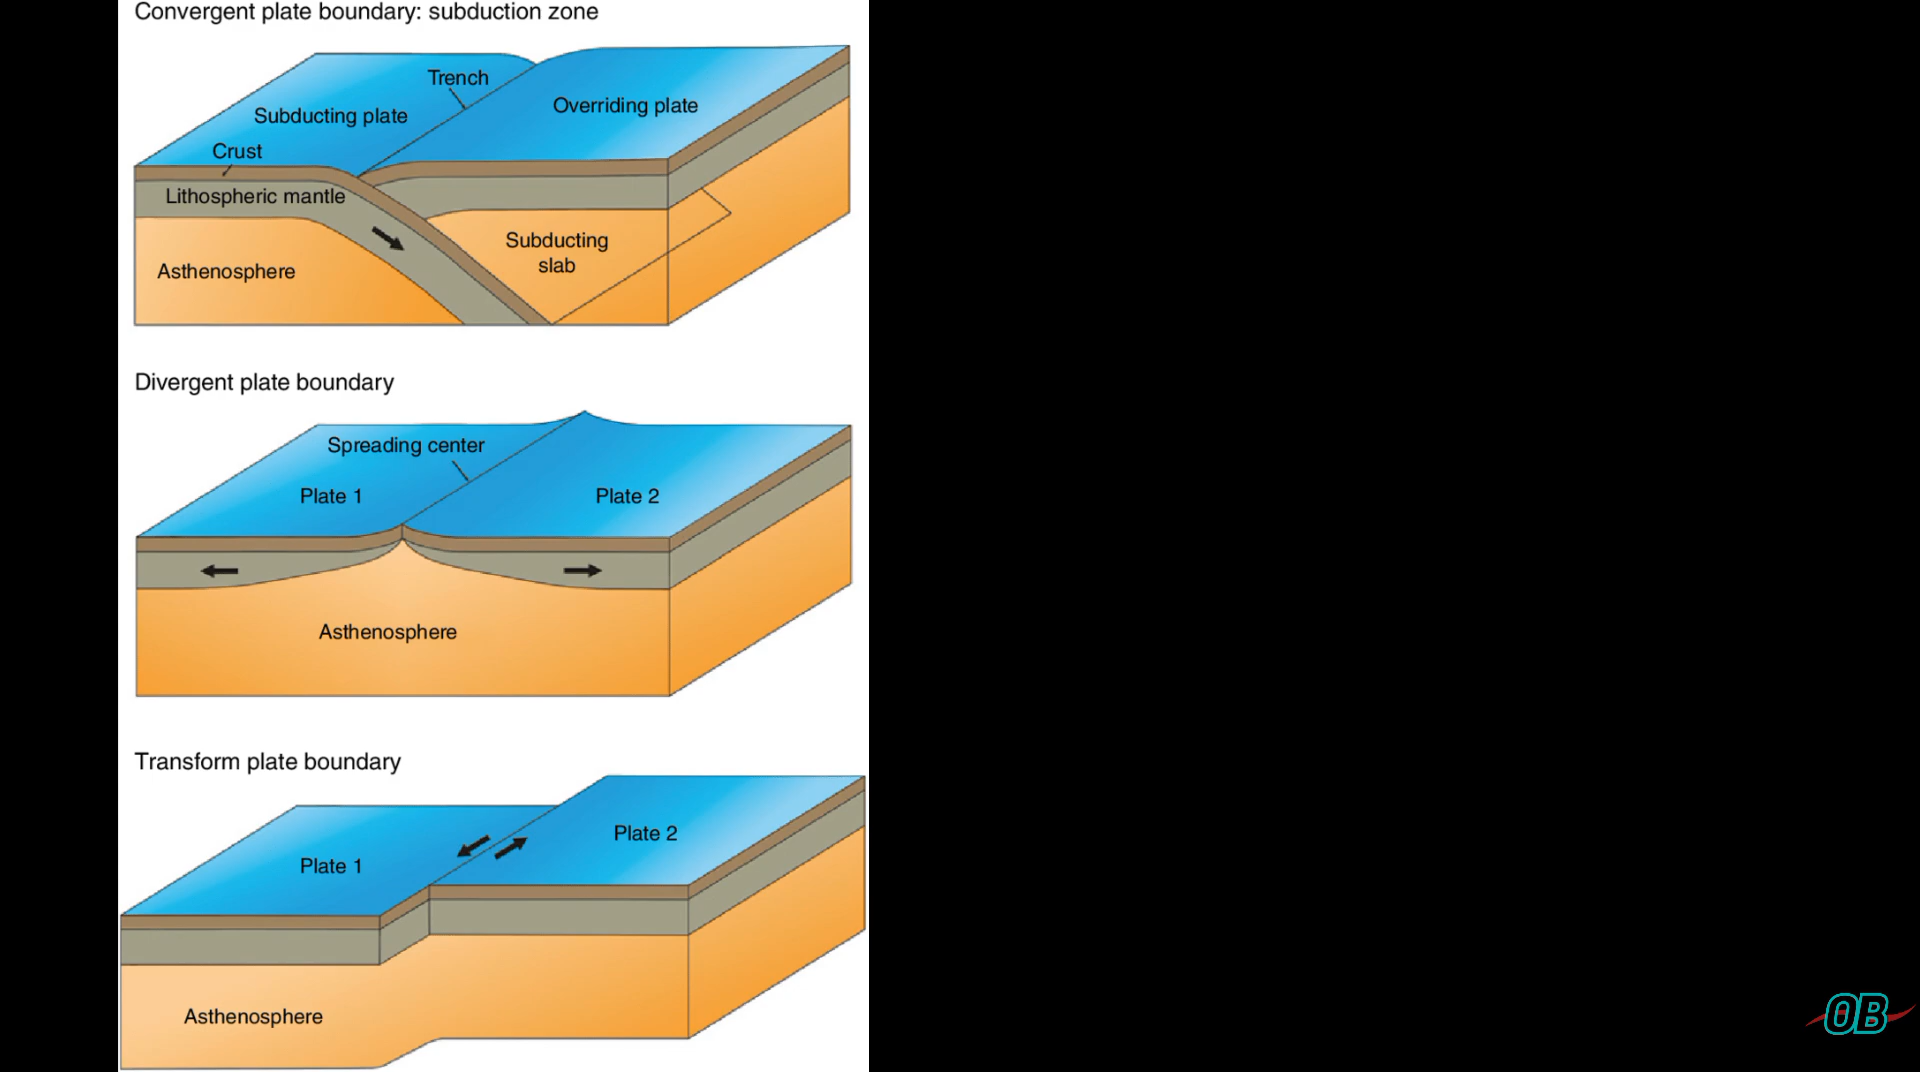 Convergent plate boundary: subduction zone
Trench
Overriding plate
Subducting plate
Crust
Lithospheric mantle
Subducting
slab
Asthenosphere
Divergent plate boundary
Spreading center
Plate 1
Plate 2
Asthenosphere
Transform plate boundary
Plate 2
Plate 1
Asthenosphere
OB